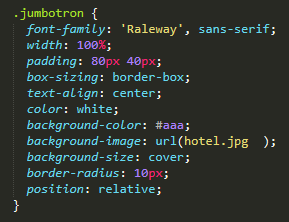 .jumbotron {
font-family: 'Raleway', sans-serif;
width: 100%;
padding: 80px 40px;
box-sizing: border-box;
text-align: center;
color: white;
background-color: #aaa;
background-image: url(hotel.jpg  );
background-size: cover;
border-radius: 10px;
position: relative;
}